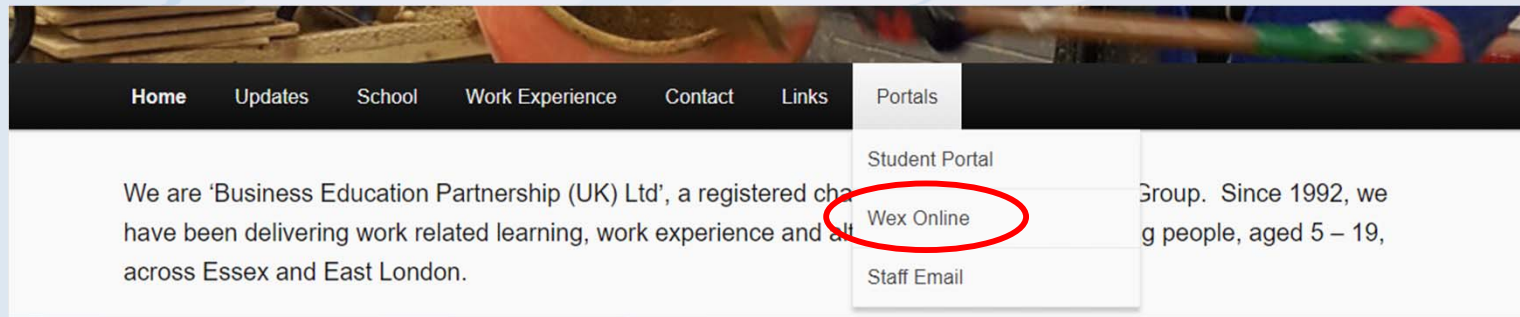 Home Updates School Work Experience Contact Links Portals
Student Portal
Wex Online
Staff Email
We are ‘Business Education Partnership (UK) Ltd’, a registered Group. Since 1992, we
have been delivering work related learning, work experience and people, aged 5 – 19,
across Essex and East London.